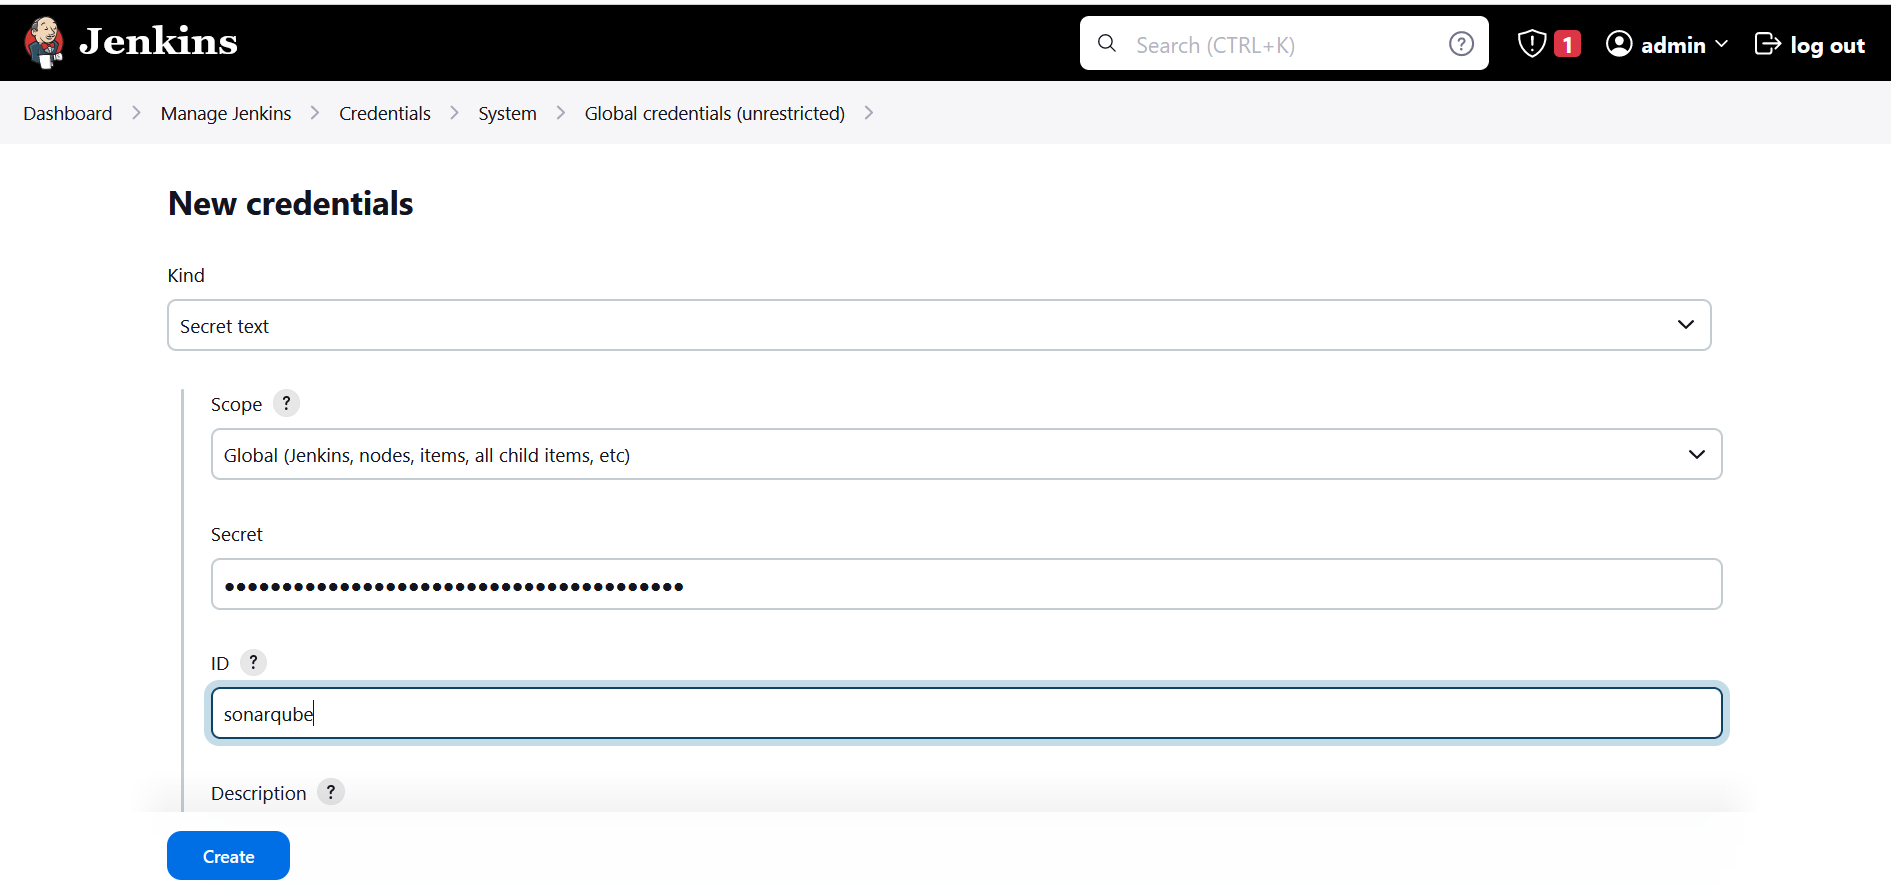 Jenkins
Search (CTRL+K) ?
1
admin
log out
Dashboard > Manage Jenkins > Credentials > System > Global credentials (unrestricted) >
New credentials
Kind
Secret text
Scope ?
Global (Jenkins, nodes, items, all child items, etc)
Secret
••••••••••••••••••••••••••••••••••••••••
ID ?
sonarqube
Description ?
Create